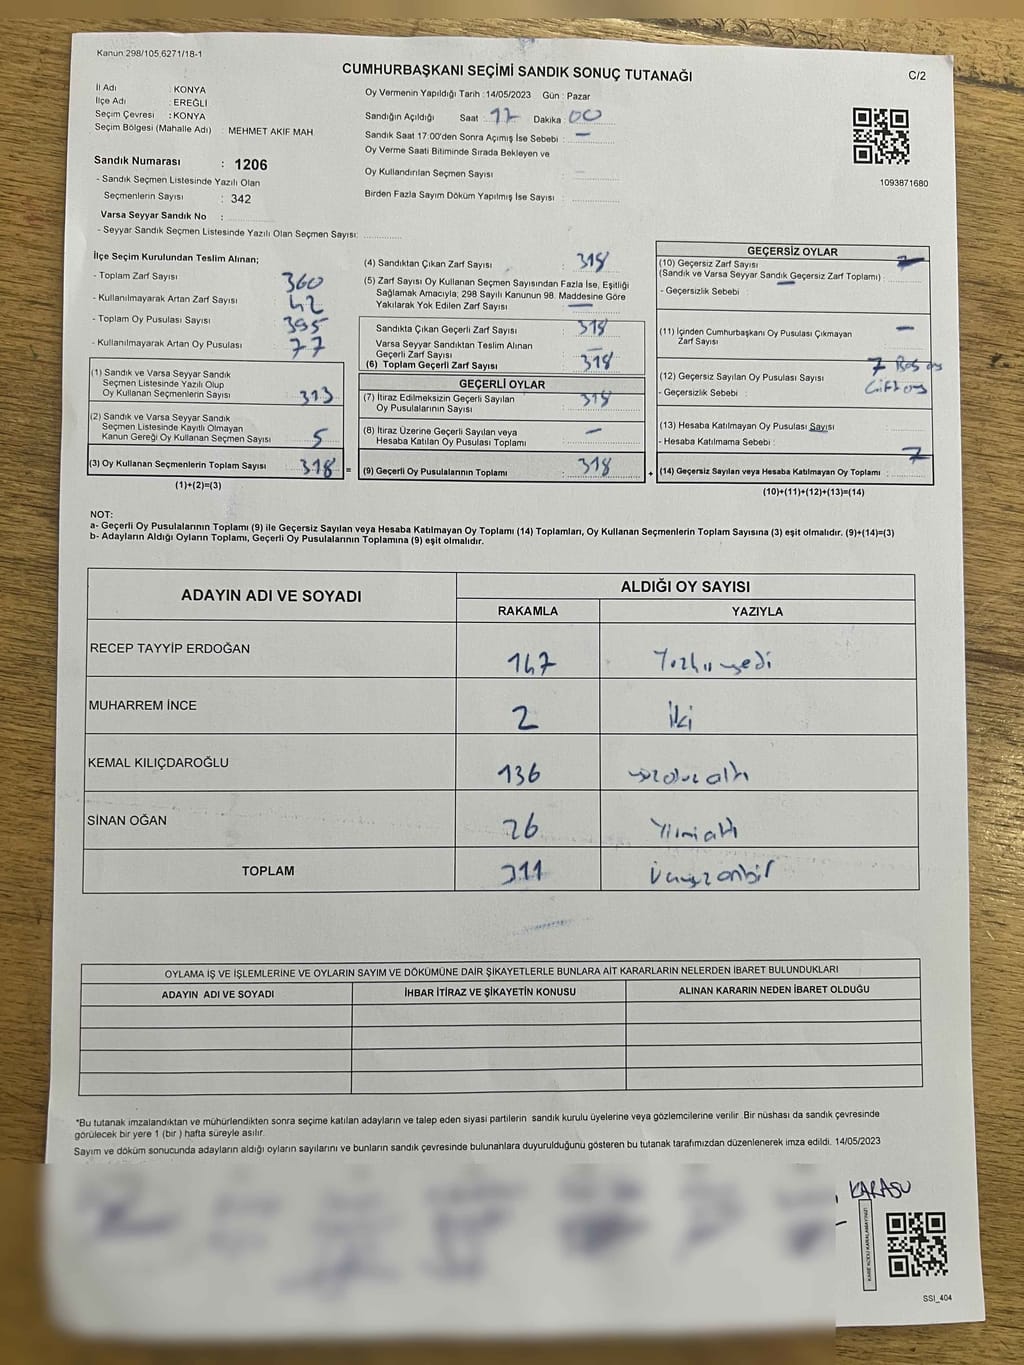 Kanun 298/105,6271/18-1
CUMHURBAŞKANI SEÇİMİ SANDIK SONUÇ TUTANAĞI
C/2
İl Adı : KONYA
İlçe Adı : EREĞLİ
Seçim Çevresi : KONYA
Seçim Bölgesi (Mahalle Adı) : MEHMET AKİF MAH
Sandık Numarası : 1206
- Sandık Seçmen Listesinde Yazılı Olan
Seçmenlerin Sayısı : 342
Varsa Seyyar Sandık No :
- Seyyar Sandık Seçmen Listesinde Yazılı Olan Seçmen Sayısı:
Oy Vermenin Yapıldığı Tarih :14/05/2023 Gün : Pazar
Sandığın Açıldığı Saat : 17 Dakika : 00
Sandık Saat 17:00'den Sonra Açımış İse Sebebi : —
Oy Verme Saati Bitiminde Sırada Bekleyen ve
Oy Kullandırılan Seçmen Sayısı : –
Birden Fazla Sayım Döküm Yapılmış İse Sayısı :
1093871680
İlçe Seçim Kurulundan Teslim Alınan;
- Toplam Zarf Sayısı 360
- Kullanılmayarak Artan Zarf Sayısı 42
- Toplam Oy Pusulası Sayısı 395
- Kullanılmayarak Artan Oy Pusulası 77
(1) Sandık ve Varsa Seyyar Sandık
Seçmen Listesinde Yazılı Olup
Oy Kullanan Seçmenlerin Sayısı : 313
(2) Sandık ve Varsa Seyyar Sandık
Seçmen Listesinde Kayıtlı Olmayan
Kanun Gereği Oy Kullanan Seçmen Sayısı : 5
(3) Oy Kullanan Seçmenlerin Toplam Sayısı : 318 =
(1)+(2)=(3)
(4) Sandıktan Çıkan Zarf Sayısı : 318
(5) Zarf Sayısı Oy Kullanan Seçmen Sayısından Fazla İse, Eşitliği
Sağlamak Amacıyla; 298 Sayılı Kanunun 98. Maddesine Göre
Yakılarak Yok Edilen Zarf Sayısı : —
Sandıkta Çıkan Geçerli Zarf Sayısı : 318
Varsa Seyyar Sandıktan Teslim Alınan
Geçerli Zarf Sayısı : –
(6) Toplam Geçerli Zarf Sayısı : 318
GEÇERLİ OYLAR
(7) İtiraz Edilmeksizin Geçerli Sayılan
Oy Pusulalarının Sayısı : 318
(8) İtiraz Üzerine Geçerli Sayılan veya
Hesaba Katılan Oy Pusulası Toplamı : –
(9) Geçerli Oy Pusulalarının Toplamı : 318 +
GEÇERSİZ OYLAR
(10) Geçersiz Zarf Sayısı
(Sandık ve Varsa Seyyar Sandık Geçersiz Zarf Toplamı) :
- Geçersizlik Sebebi :
(11) İçinden Cumhurbaşkanı Oy Pusulası Çıkmayan
Zarf Sayısı –
(12) Geçersiz Sayılan Oy Pusulası Sayısı : 7 Boş oy
- Geçersizlik Sebebi : Çift oy
(13) Hesaba Katılmayan Oy Pusulası Sayısı
- Hesaba Katılmama Sebebi :
(14) Geçersiz Sayılan veya Hesaba Katılmayan Oy Toplamı : 7
(10)+(11)+(12)+(13)=(14)
NOT:
a- Geçerli Oy Pusulalarının Toplamı (9) ile Geçersiz Sayılan veya Hesaba Katılmayan Oy Toplamı (14) Toplamları, Oy Kullanan Seçmenlerin Toplam Sayısına (3) eşit olmalıdır. (9)+(14)=(3)
b- Adayların Aldığı Oyların Toplamı, Geçerli Oy Pusulalarının Toplamına (9) eşit olmalıdır.
ADAYIN ADI VE SOYADI ALDIĞI OY SAYISI
RAKAMLA YAZIYLA
RECEP TAYYİP ERDOĞAN 147
MUHARREM İNCE 2 İki
KEMAL KILIÇDAROĞLU 136 yüzotuzaltı
SİNAN OĞAN 26 Yirmialtı
TOPLAM 311 Üçyüzonbir
OYLAMA İŞ VE İŞLEMLERİNE VE OYLARIN SAYIM VE DÖKÜMÜNE DAİR ŞİKAYETLERLE BUNLARA AİT KARARLARIN NELERDEN İBARET BULUNDUKLARI
ADAYIN ADI VE SOYADI İHBAR İTİRAZ VE ŞİKAYETİN KONUSU ALINAN KARARIN NEDEN İBARET OLDUĞU
*Bu tutanak imzalandıktan ve mühürlendikten sonra seçime katılan adayların ve talep eden siyasi partilerin sandık kurulu üyelerine veya gözlemcilerine verilir .Bir nüshası da sandık çevresinde
görülecek bir yere 1 (bir ) hafta süreyle asılır.
Sayım ve döküm sonucunda adayların aldığı oyların sayılarını ve bunların sandık çevresinde bulunanlara duyurulduğunu gösteren bu tutanak tarafımızdan düzenlenerek imza edildi. 14/05/2023
KARASU
SSI_404